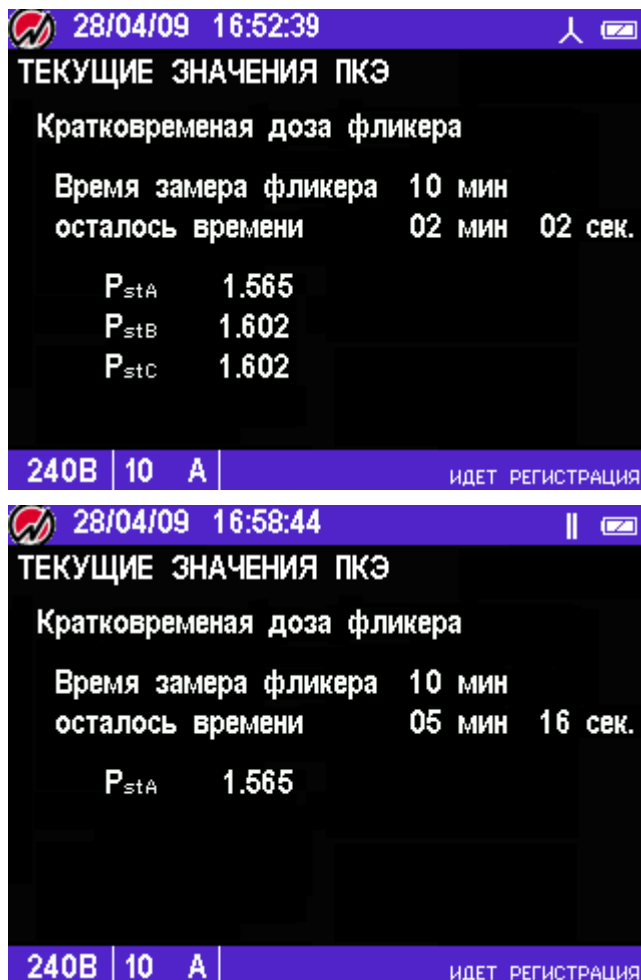 28/04/09 16:52:39
ТЕКУЩИЕ ЗНАЧЕНИЯ ПКЭ
Кратковременая доза фликера
Время замера фликера 10 мин
осталось времени 02 мин 02 сек.
PstA 1.565
PstB 1.602
PstC 1.602
240В 10 А ИДЕТ РЕГИСТРАЦИЯ
28/04/09 16:58:44
ТЕКУЩИЕ ЗНАЧЕНИЯ ПКЭ
Кратковременая доза фликера
Время замера фликера 10 мин
осталось времени 05 мин 16 сек.
PstA 1.565
240В 10 А ИДЕТ РЕГИСТРАЦИЯ